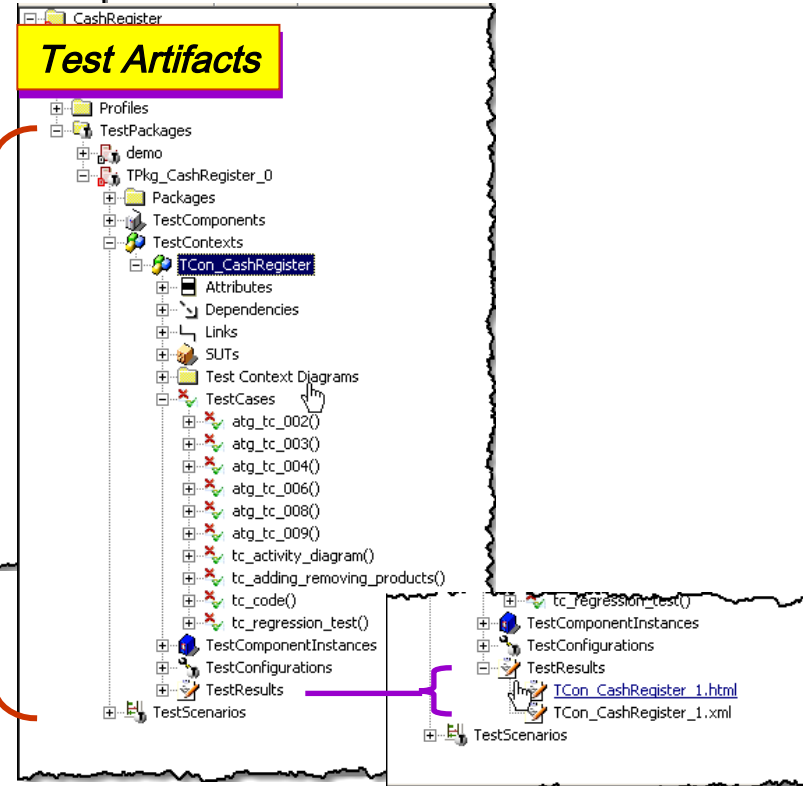 CashRegister
Test Artifacts
Profiles
TestPackages
demo
TPkg_CashRegister_0
Packages
TestComponents
TestContexts
TCon_CashRegister
Attributes
Dependencies
Links
SUTs
Test Context Diagrams
TestCases
atg_tc_002()
atg_tc_003()
atg_tc_004()
atg_tc_006()
atg_tc_008()
atg_tc_009()
tc_activity_diagram()
tc_adding_removing_products()
tc_code()
tc_regression_test()
TestComponentInstances
TestConfigurations
TestResults
TestScenarios
tc_regression_test()
TestComponentInstances
TestConfigurations
TestResults
TCon_CashRegister_1.html
TCon_CashRegister_1.xml
TestScenarios